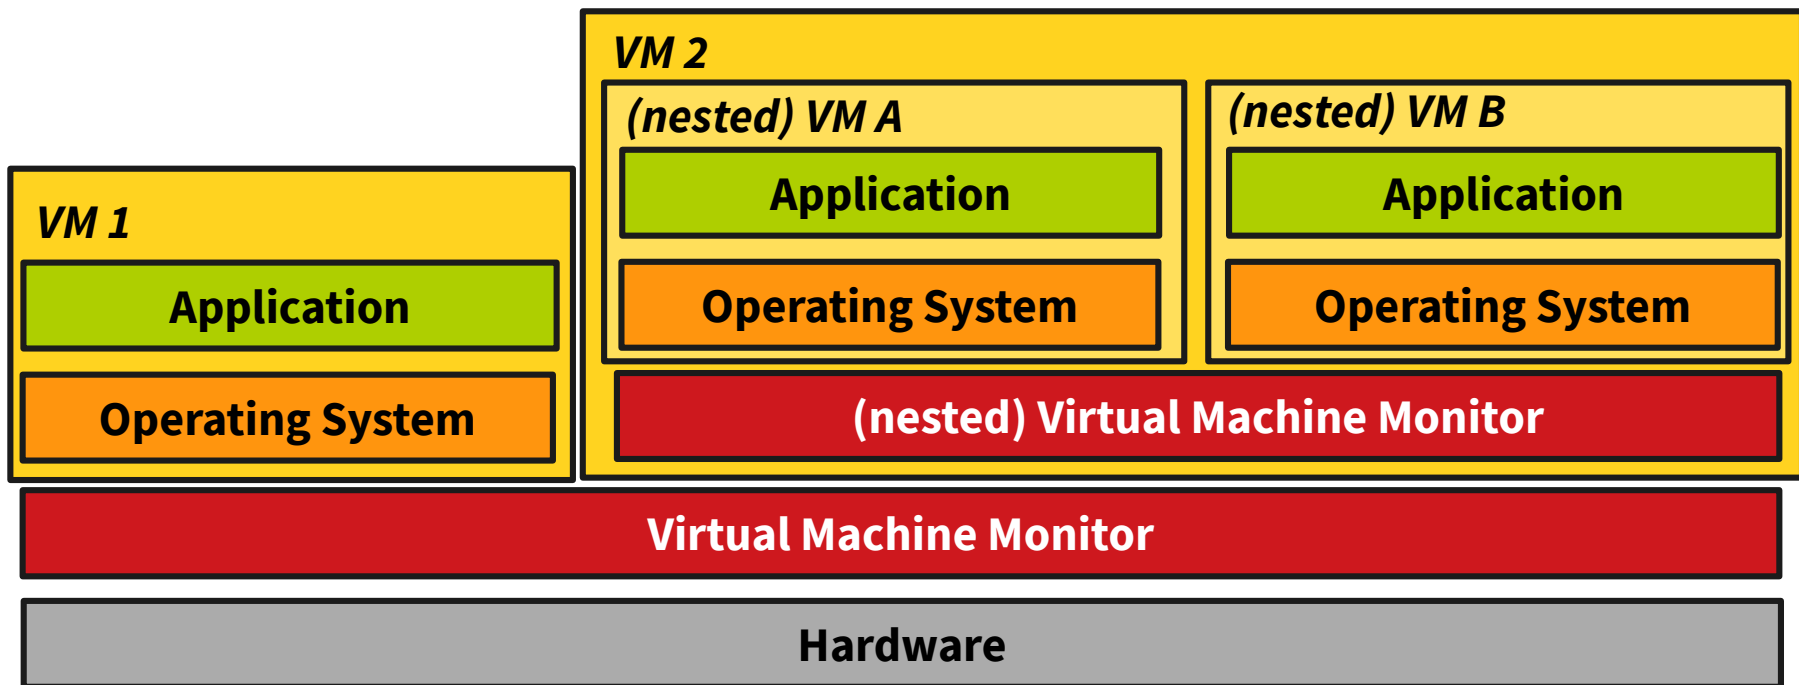 VM 2
(nested) VM A
(nested) VM B
Application
Application
VM 1
Operating System
Operating System
Application
(nested) Virtual Machine Monitor
Operating System
Virtual Machine Monitor
Hardware